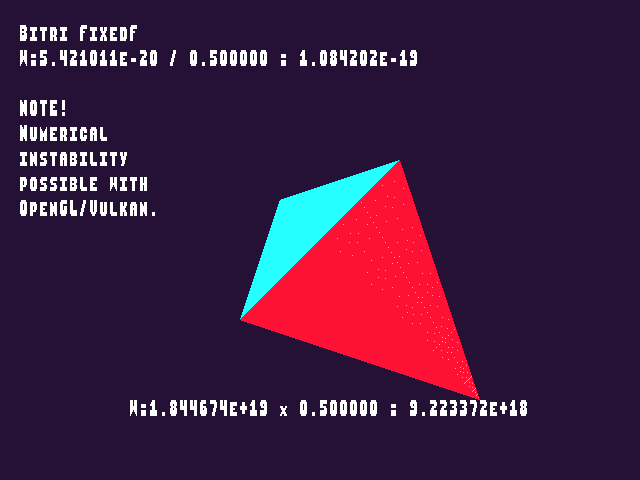 Bitri fixedf
W:5.421011e-20 / 0.500000 : 1.084202e-19
NOTE!
Numerical
instability
possible with
OpenGL/Vulkan.
W:1.844674e+19 x 0.500000 : 9.223372e+18